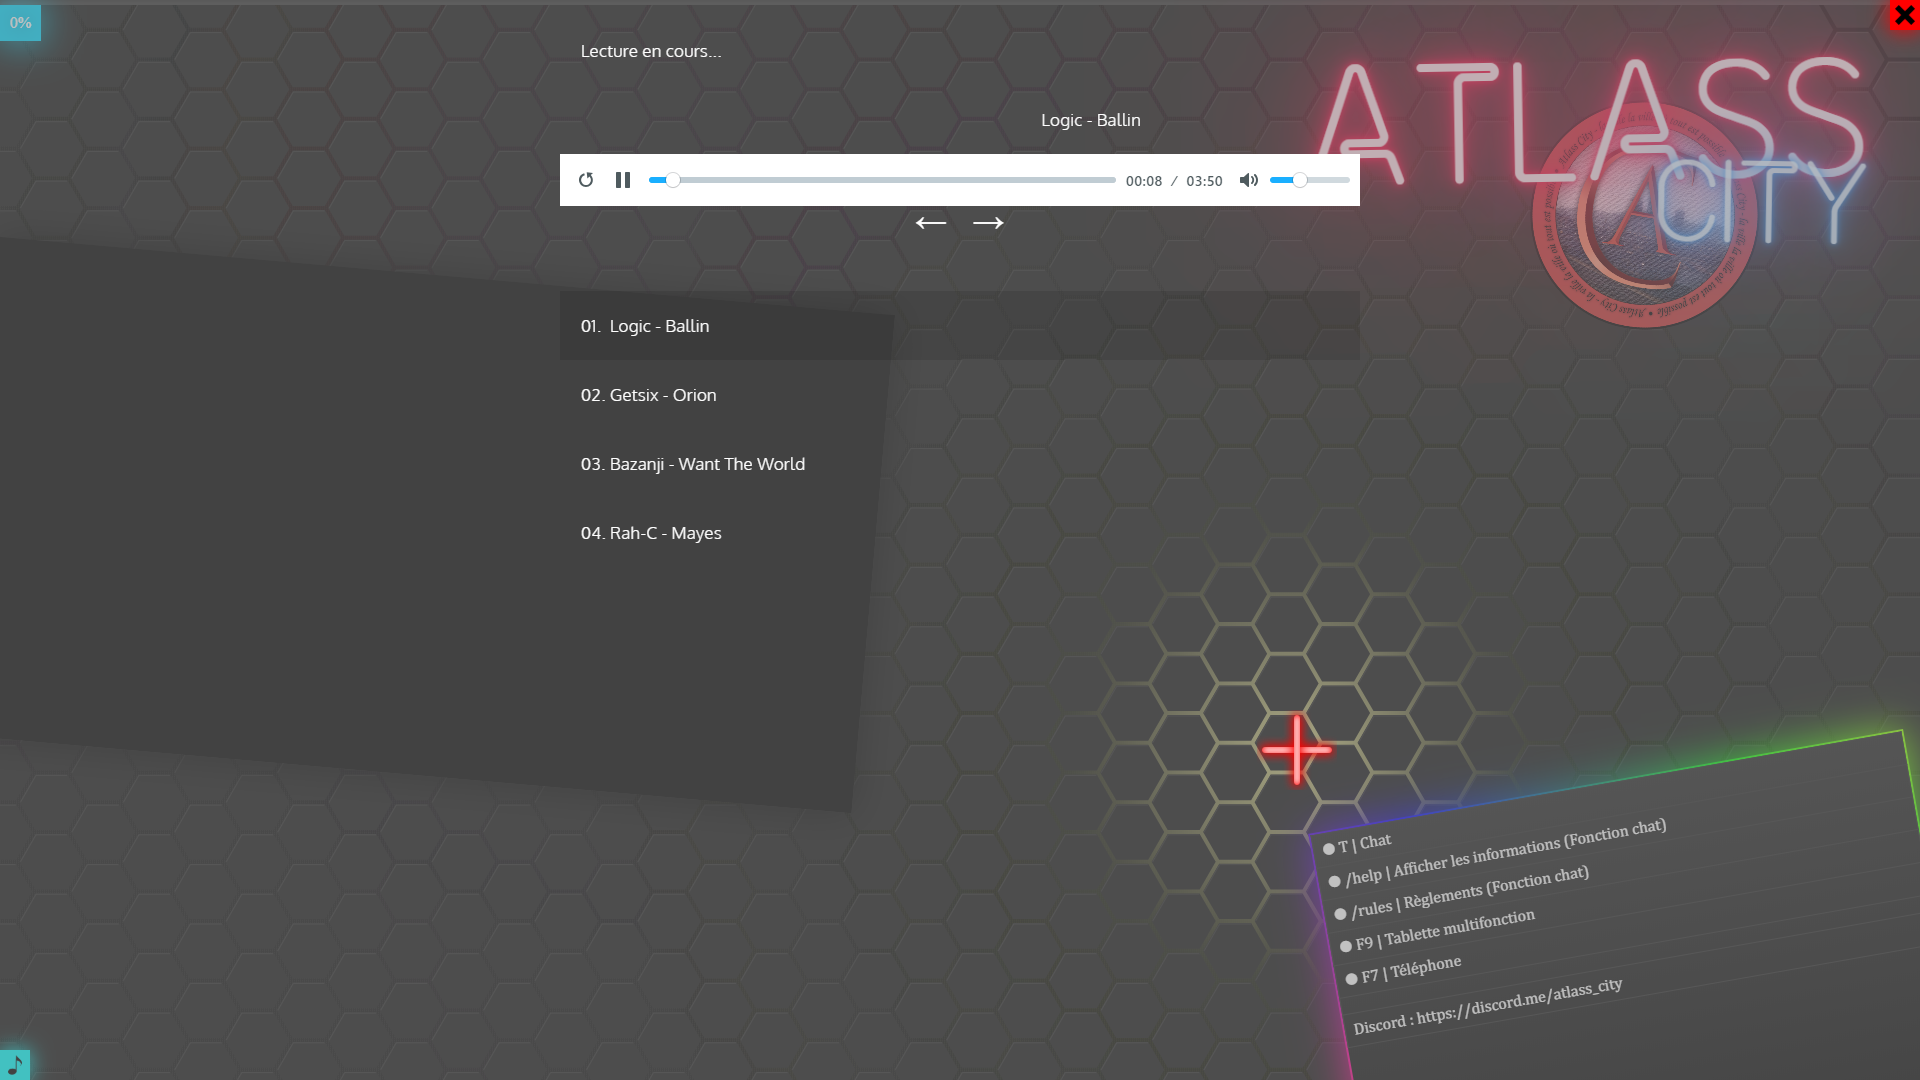 0%
Lecture en cours...
Logic - Ballin
00:08 / 03:50
ATLASS
CITY
01. Logic - Ballin
02. Getsix - Orion
03. Bazanji - Want The World
04. Rah-C - Mayes
T | Chat
/help | Afficher les informations (Fonction chat)
/rules | Règlements (Fonction chat)
F9 | Tablette multifonction
F7 | Téléphone
Discord : https://discord.me/atlass_city